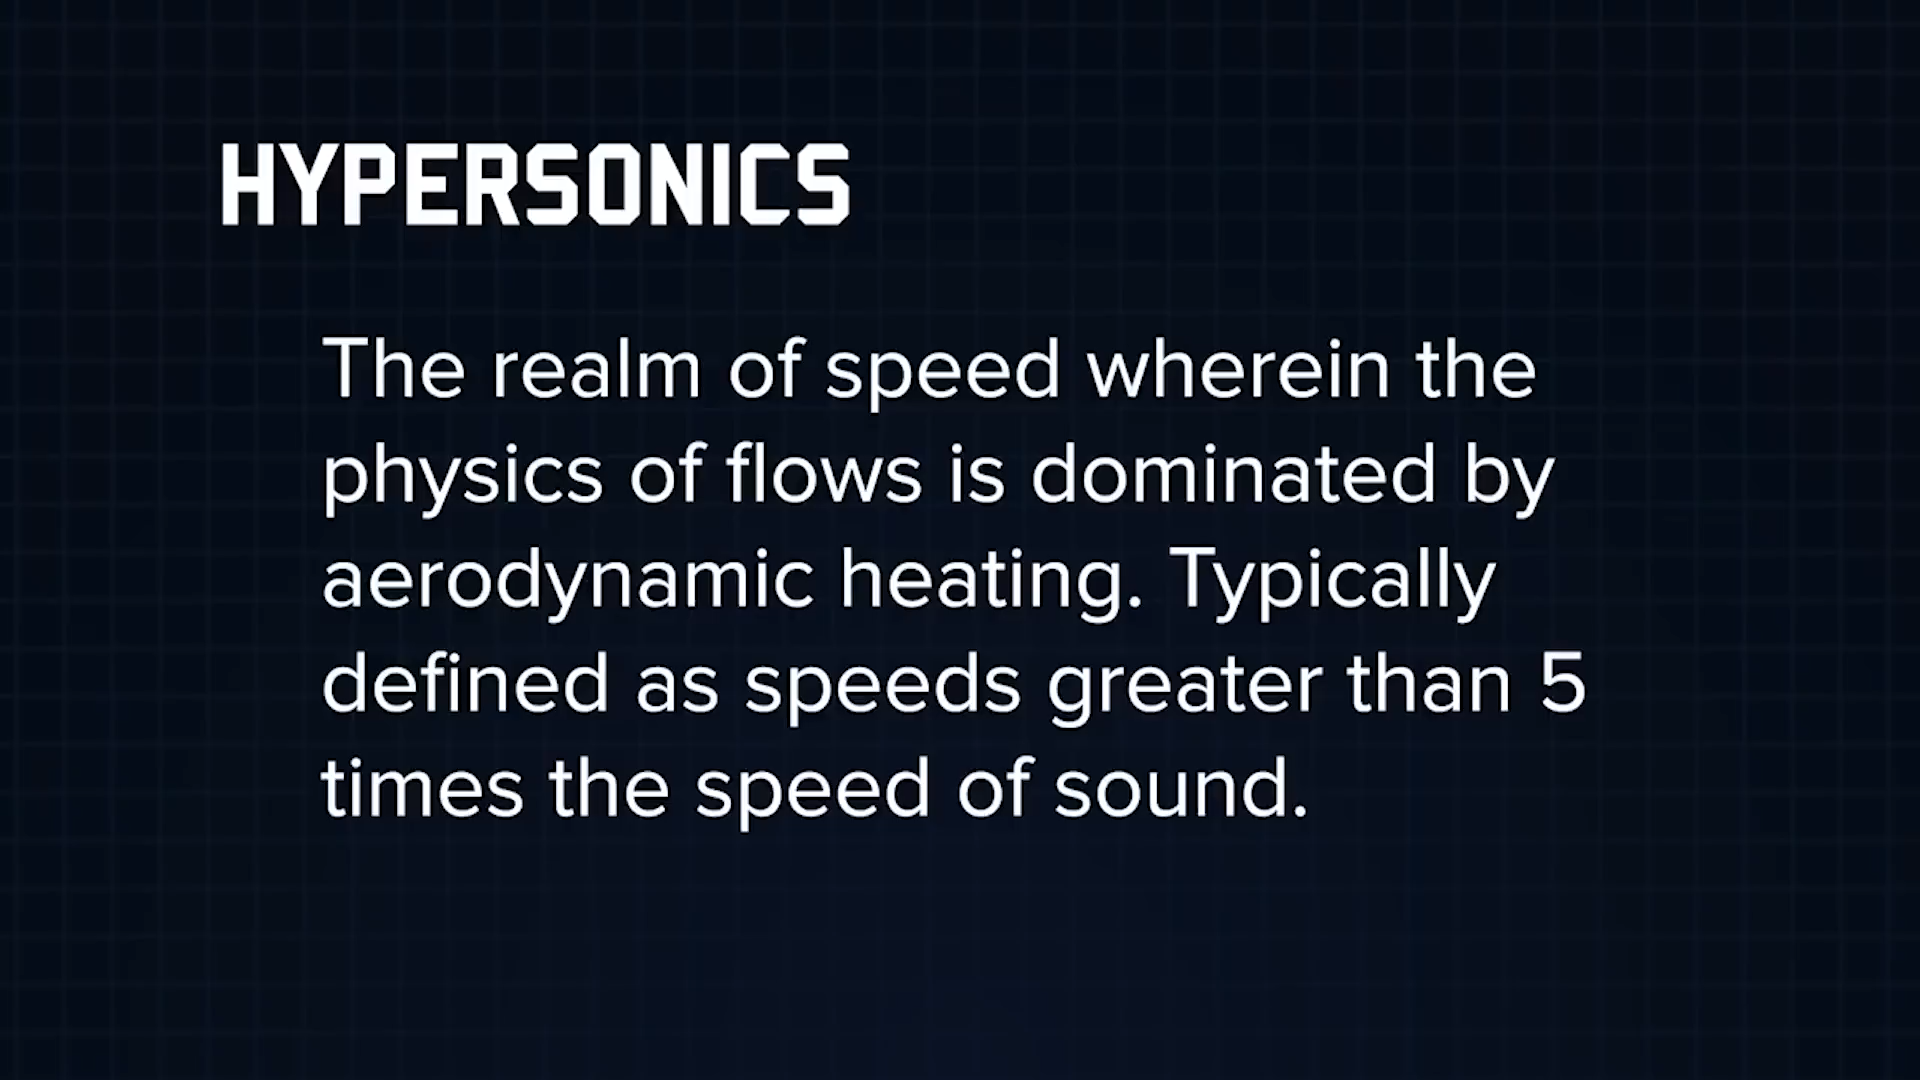 HYPERSONICS
The realm of speed wherein the
physics of flows is dominated by
aerodynamic heating. Typically
defined as speeds greater than 5
times the speed of sound.